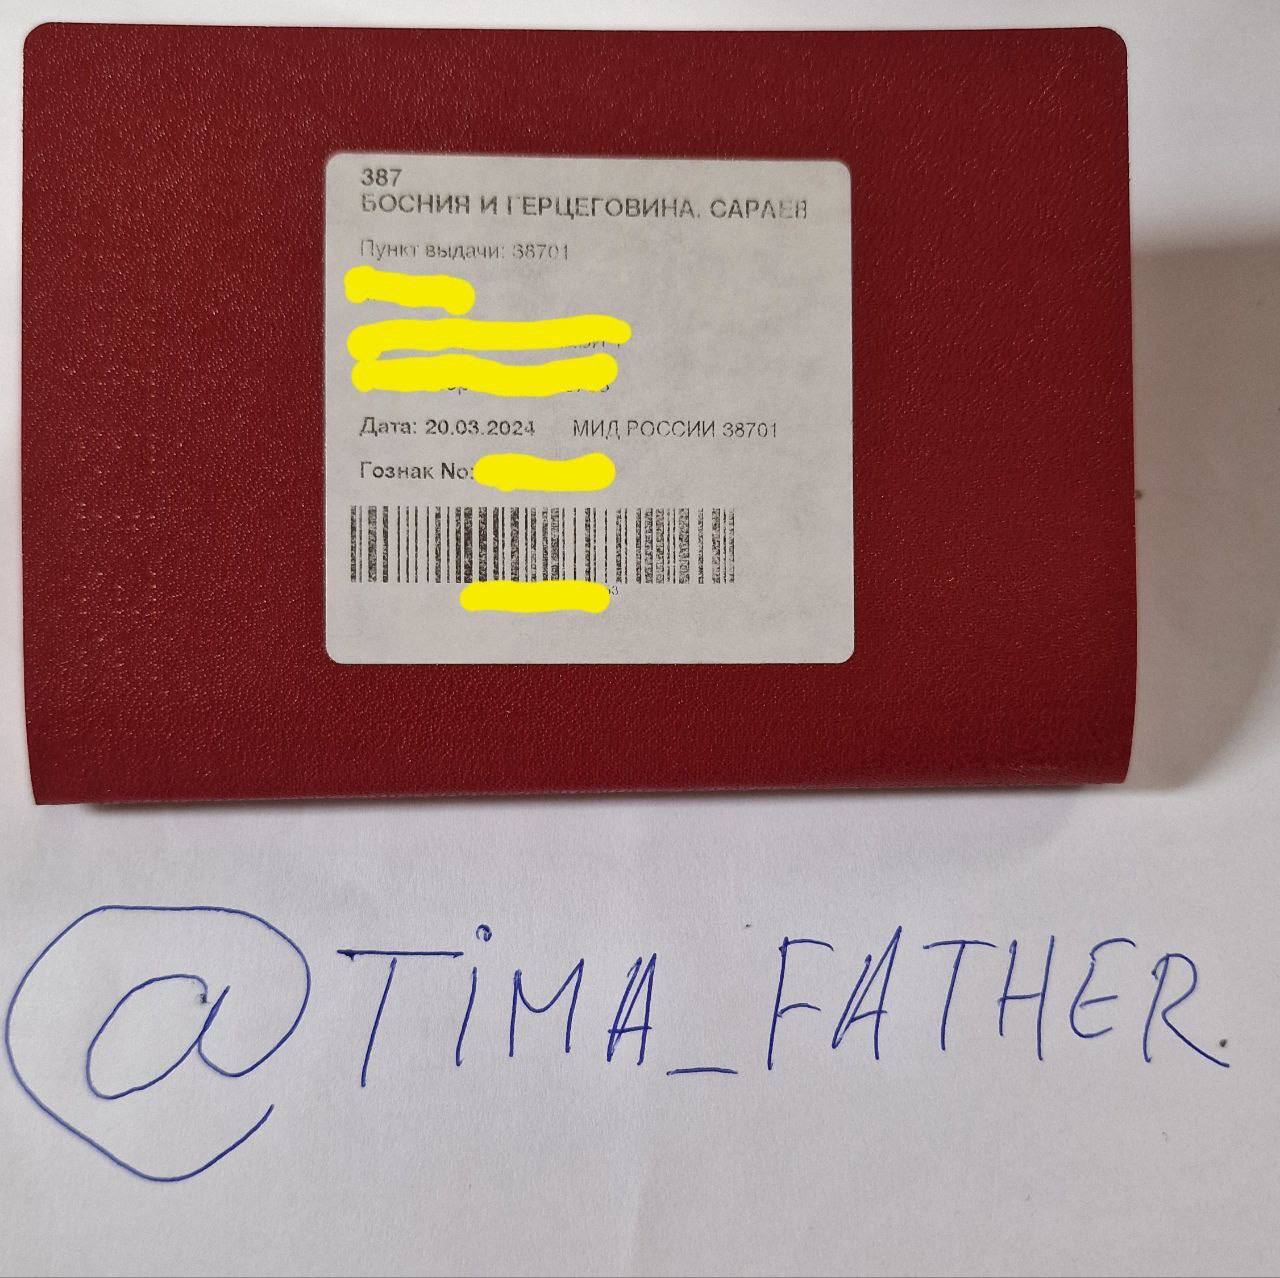 387
БОСНИЯ И ГЕРЦЕГОВИНА. САРАЕВ
Пункт выдачи: 38701
Дата: 20.03.2024 МИД РОССИИ 38701
Гознак No:
@TiMA_FATHER.